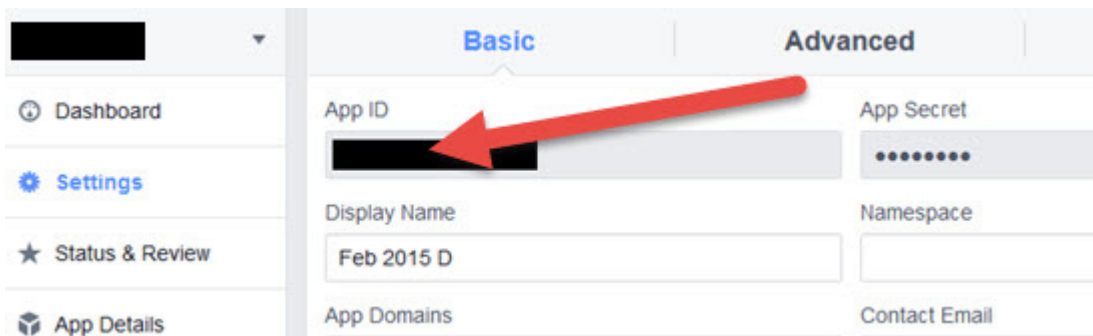 Basic
Advanced
Dashboard
App ID
App Secret
••••••••
Settings
Display Name
Namespace
Status & Review
Feb 2015 D
App Details
App Domains
Contact Email